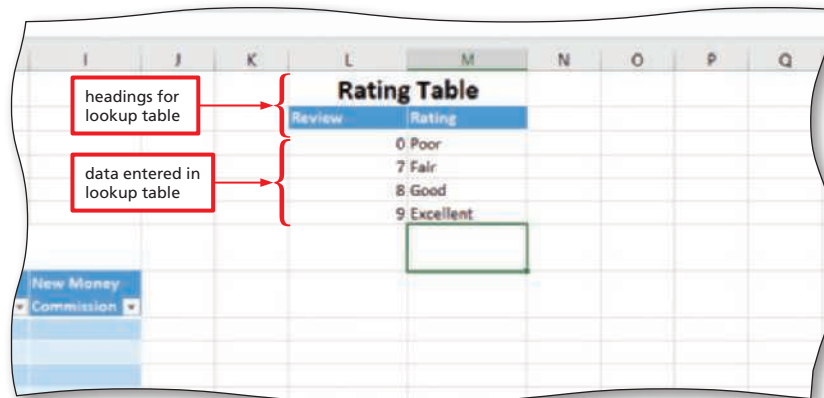 I J K L M N O P Q
Rating Table
headings for
lookup table
Review Rating
0 Poor
7 Fair
data entered in
lookup table
8 Good
9 Excellent
New Money
Commission